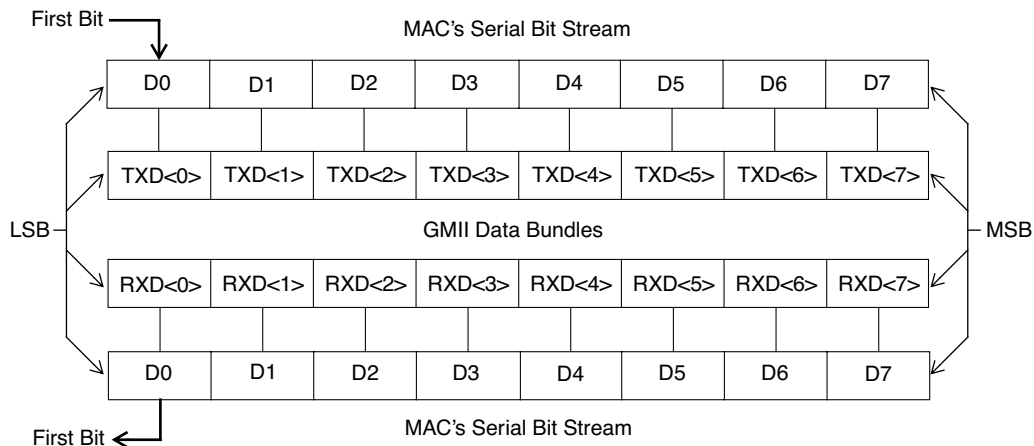 First Bit
MAC's Serial Bit Stream
D0 D1 D2 D3 D4 D5 D6 D7
TXD<0> TXD<1> TXD<2> TXD<3> TXD<4> TXD<5> TXD<6> TXD<7>
LSB GMII Data Bundles MSB
RXD<0> RXD<1> RXD<2> RXD<3> RXD<4> RXD<5> RXD<6> RXD<7>
D0 D1 D2 D3 D4 D5 D6 D7
MAC's Serial Bit Stream
First Bit